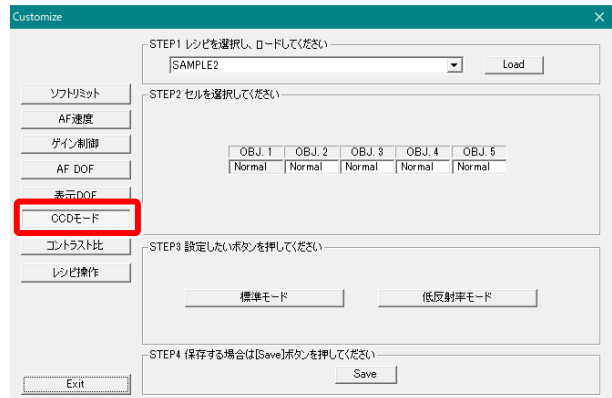 Customize
STEP1 レシピを選択し、ロードしてください
SAMPLE2
Load
ソフトリミット
AF速度
ゲイン制御
AF DOF
表示DOF
CCDモード
コントラスト比
レシピ操作
Exit
STEP2 セルを選択してください
OBJ. 1 OBJ. 2 OBJ. 3 OBJ. 4 OBJ. 5
Normal Normal Normal Normal Normal
STEP3 設定したいボタンを押してください
標準モード 低反射率モード
STEP4 保存する場合は[Save]ボタンを押してください
Save